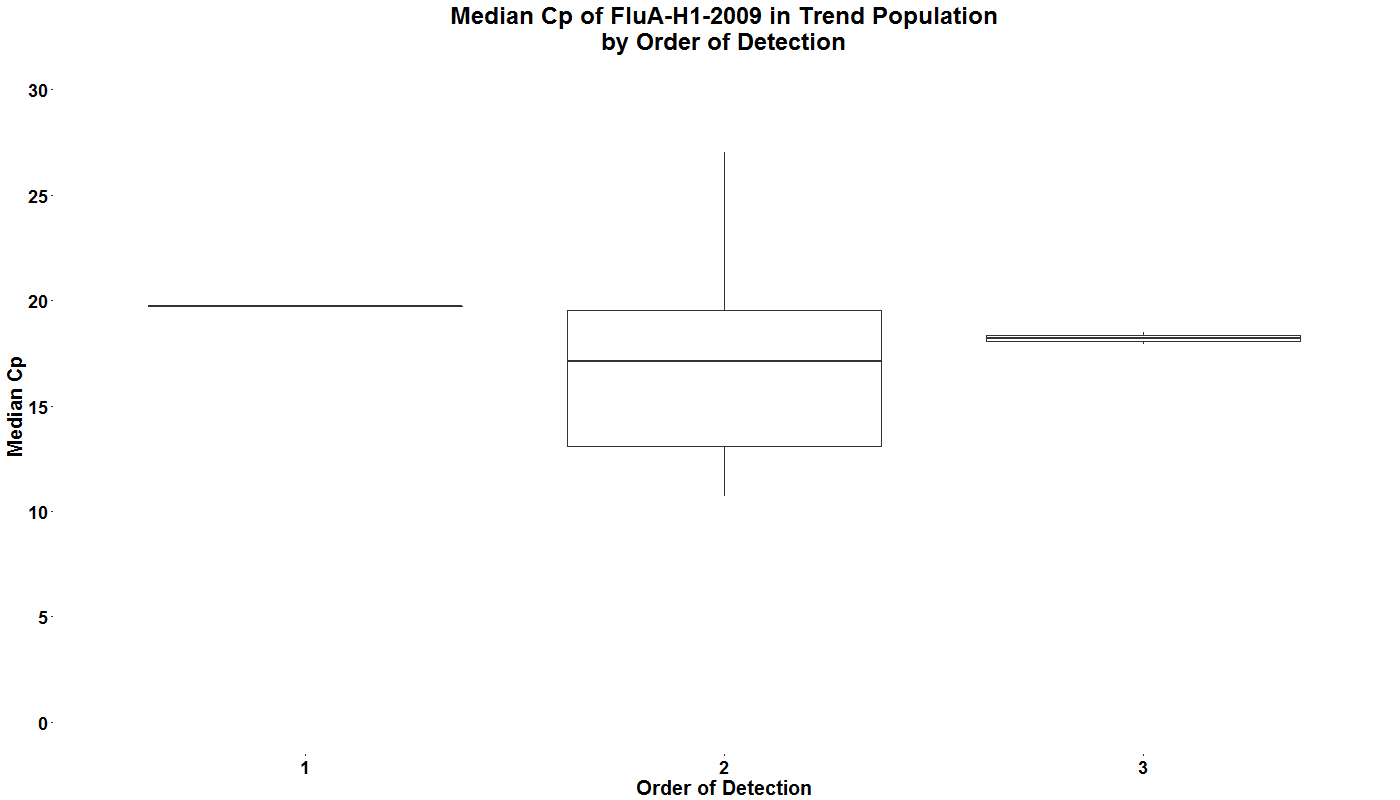 Median Cp of FluA-H1-2009 in Trend Population
by Order of Detection
30
25
20
15
10
5
0
Median Cp
1
2
3
Order of Detection